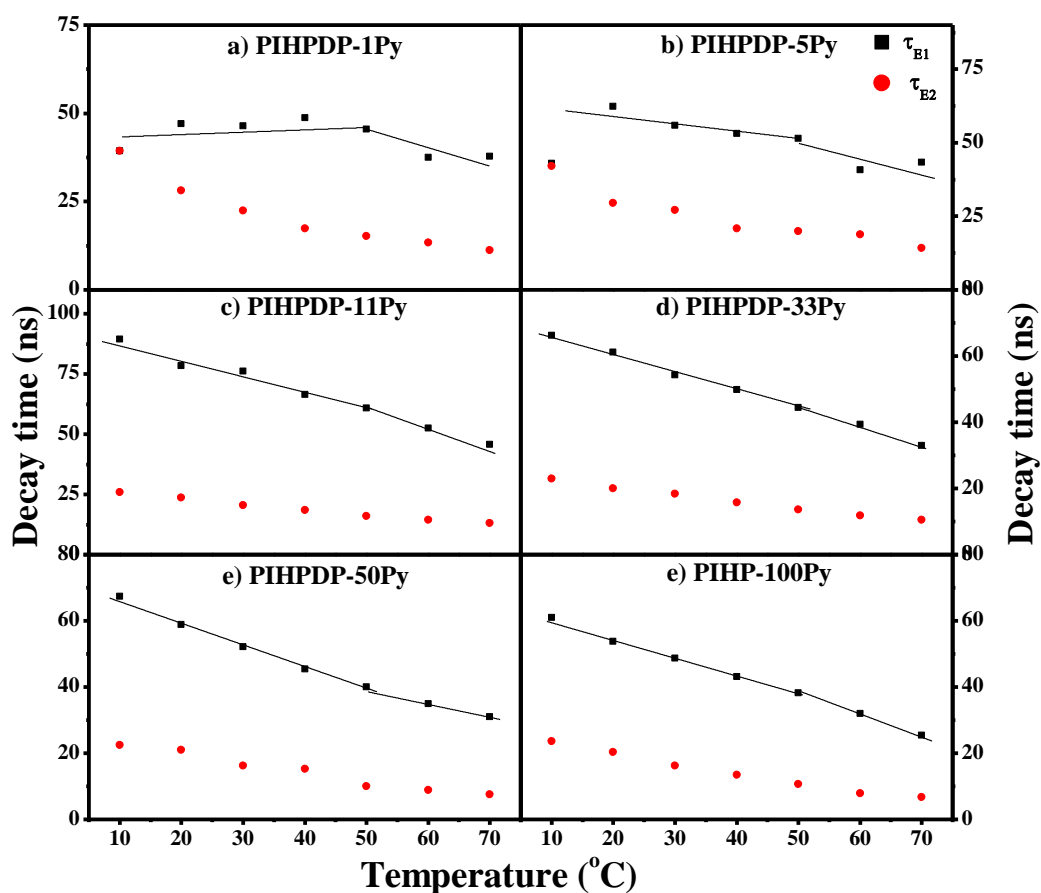 a) PIHPDP-1Py
b) PIHPDP-5Py
τE1
τE2
75
50
25
0
75
50
25
0
c) PIHPDP-11Py
d) PIHPDP-33Py
100
75
50
25
0
80
60
40
20
0
e) PIHPDP-50Py
e) PIHP-100Py
80
60
40
20
0
80
60
40
20
0
Decay time (ns)
Decay time (ns)
10 20 30 40 50 60 70
10 20 30 40 50 60 70
Temperature (oC)